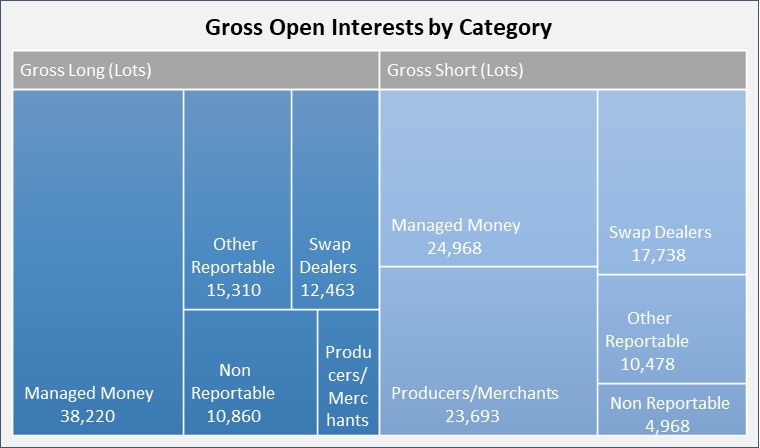 Gross Open Interests by Category
Gross Long (Lots)
Managed Money
38,220
Other
Reportable
15,310
Swap
Dealers
12,463
Non
Reportable
10,860
Produ
cers/
Merc
hants
Gross Short (Lots)
Managed Money
24,968
Producers/Merchants
23,693
Swap Dealers
17,738
Other
Reportable
10,478
Non Reportable
4,968